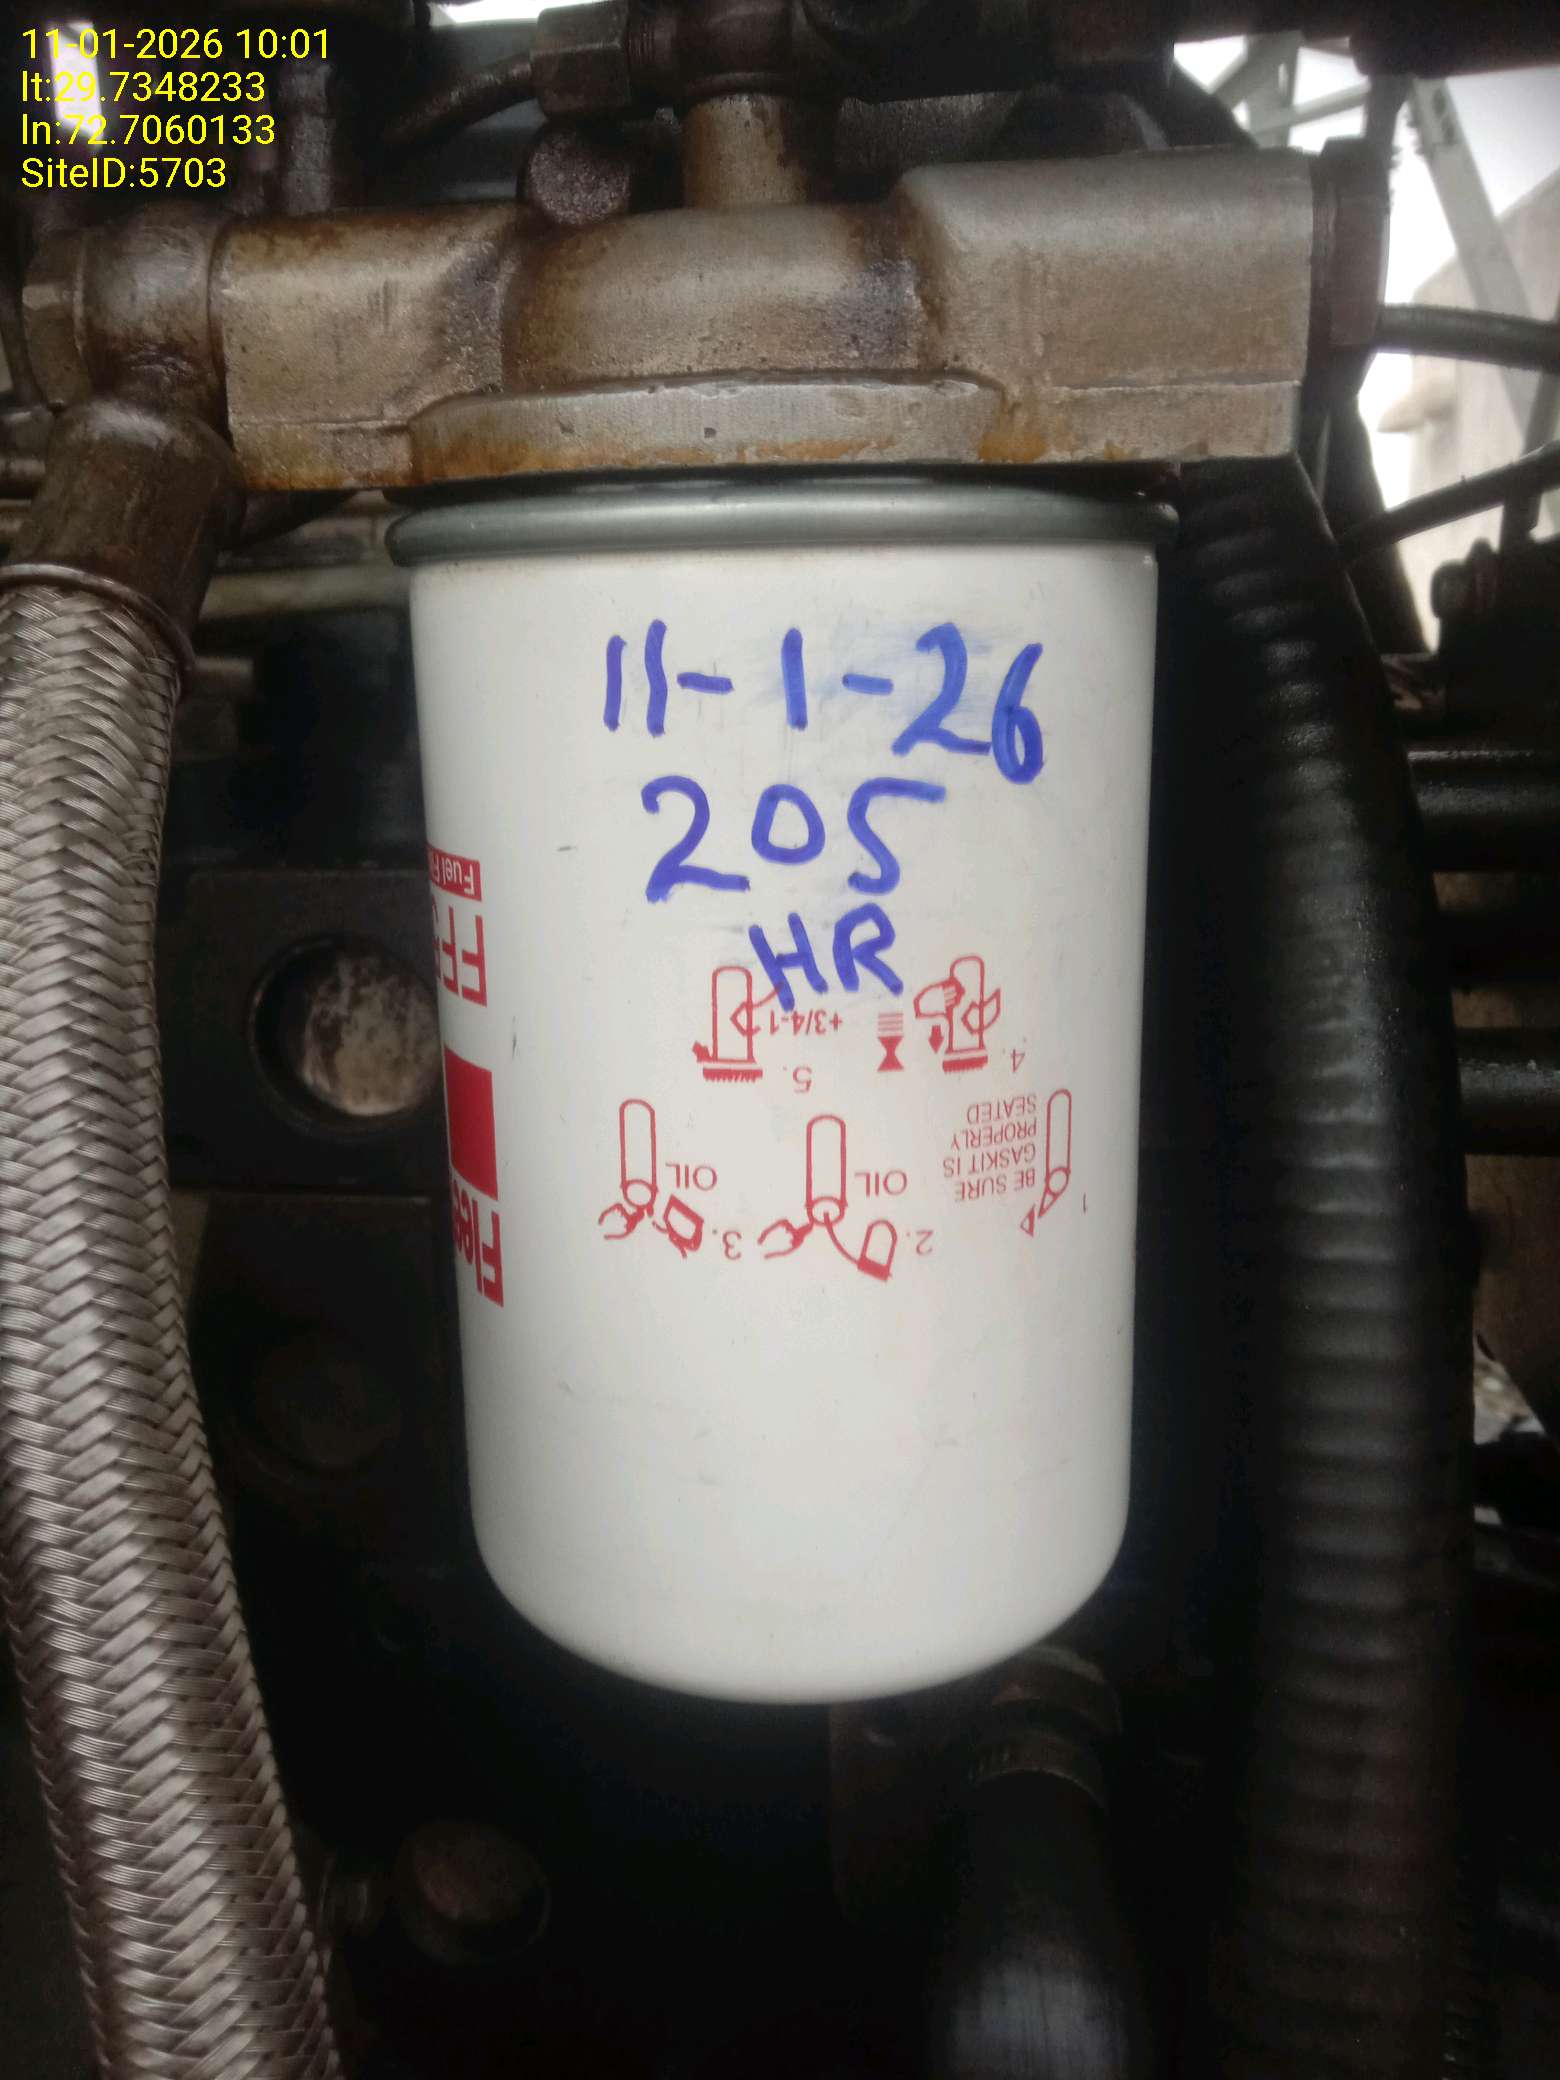 11-01-2026 10:01
lt:29.7348233
ln:72.7060133
SiteID:5703
11-1-26
205
HR
+3/4-1
5.
4.
BE SURE
GASKIT IS
PROPERLY
SEATED
1
2.
OIL
3.
OIL
Fuel